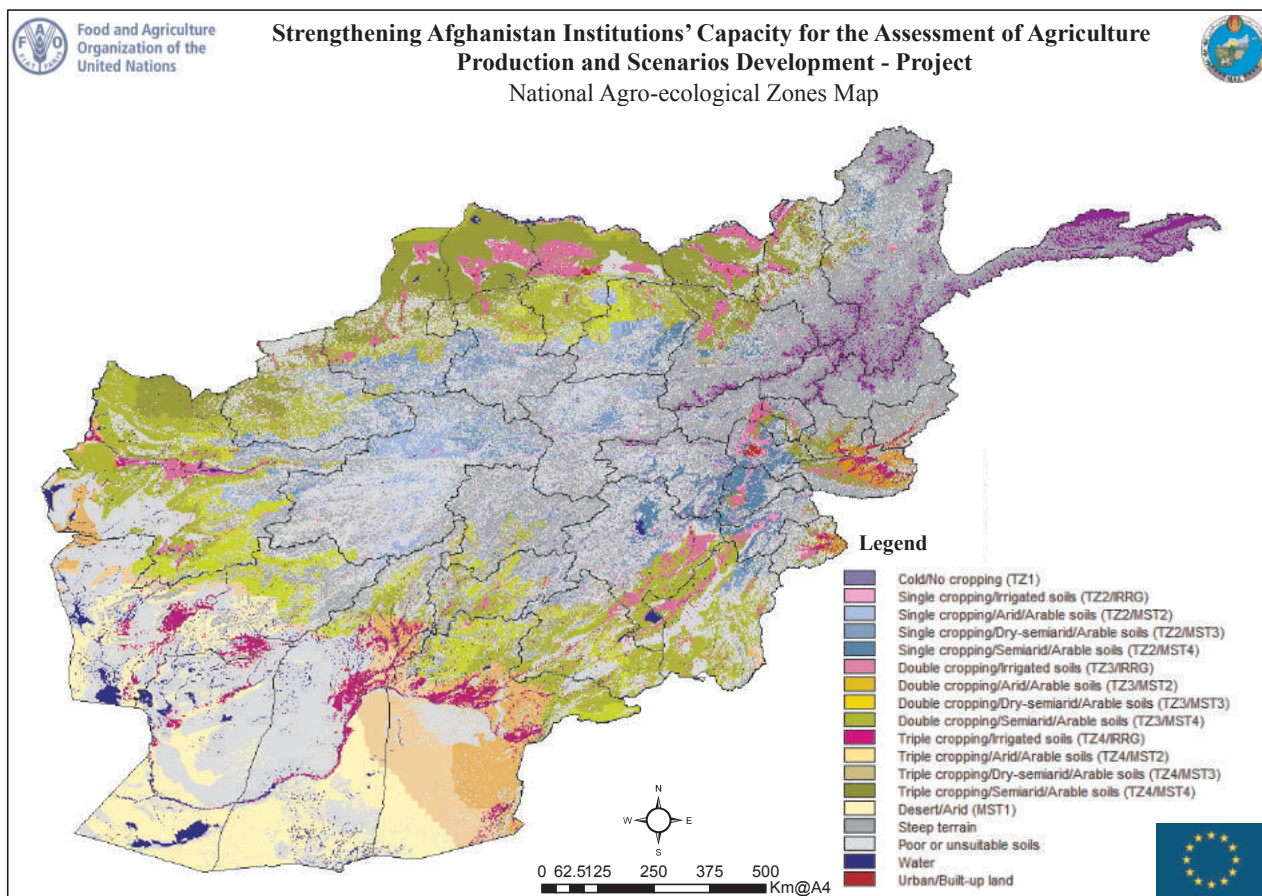 Food and Agriculture
Organization of the
United Nations
Strengthening Afghanistan Institutions' Capacity for the Assessment of Agriculture
Production and Scenarios Development - Project
National Agro-ecological Zones Map
Legend
Cold/No cropping (TZ1)
Single cropping/Irrigated soils (TZ2/IRRG)
Single cropping/Arid/Arable soils (TZ2/MST2)
Single cropping/Dry-semiarid/Arable soils (TZ2/MST3)
Single cropping/Semiarid/Arable soils (TZ2/MST4)
Double cropping/Irrigated soils (TZ3/IRRG)
Double cropping/Arid/Arable soils (TZ3/MST2)
Double cropping/Dry-semiarid/Arable soils (TZ3/MST3)
Double cropping/Semiarid/Arable soils (TZ3/MST4)
Triple cropping/Irrigated soils (TZ4/IRRG)
Triple cropping/Arid/Arable soils (TZ4/MST2)
Triple cropping/Dry-semiarid/Arable soils (TZ4/MST3)
Triple cropping/Semiarid/Arable soils (TZ4/MST4)
Desert/Arid (MST1)
Steep terrain
Poor or unsuitable soils
Water
Urban/Built-up land
N
W E
S
0 62.5 125 250 375 500
Km@A4